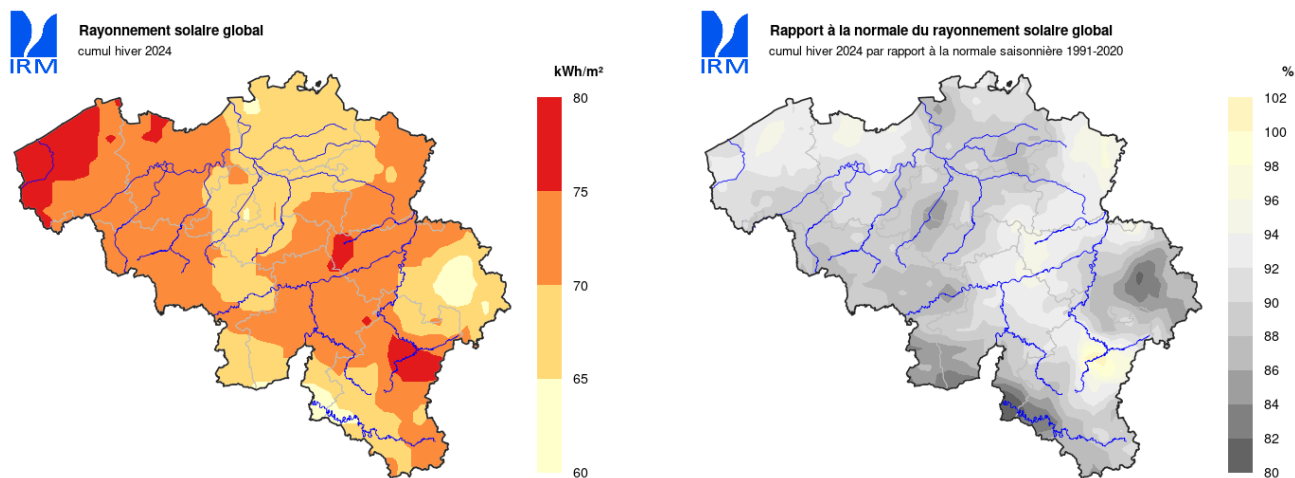 IRM
Rayonnement solaire global
cumul hiver 2024
kWh/m²
80
75
70
65
60
IRM
Rapport à la normale du rayonnement solaire global
cumul hiver 2024 par rapport à la normale saisonnière 1991-2020
%
102
100
98
96
94
92
90
88
86
84
82
80